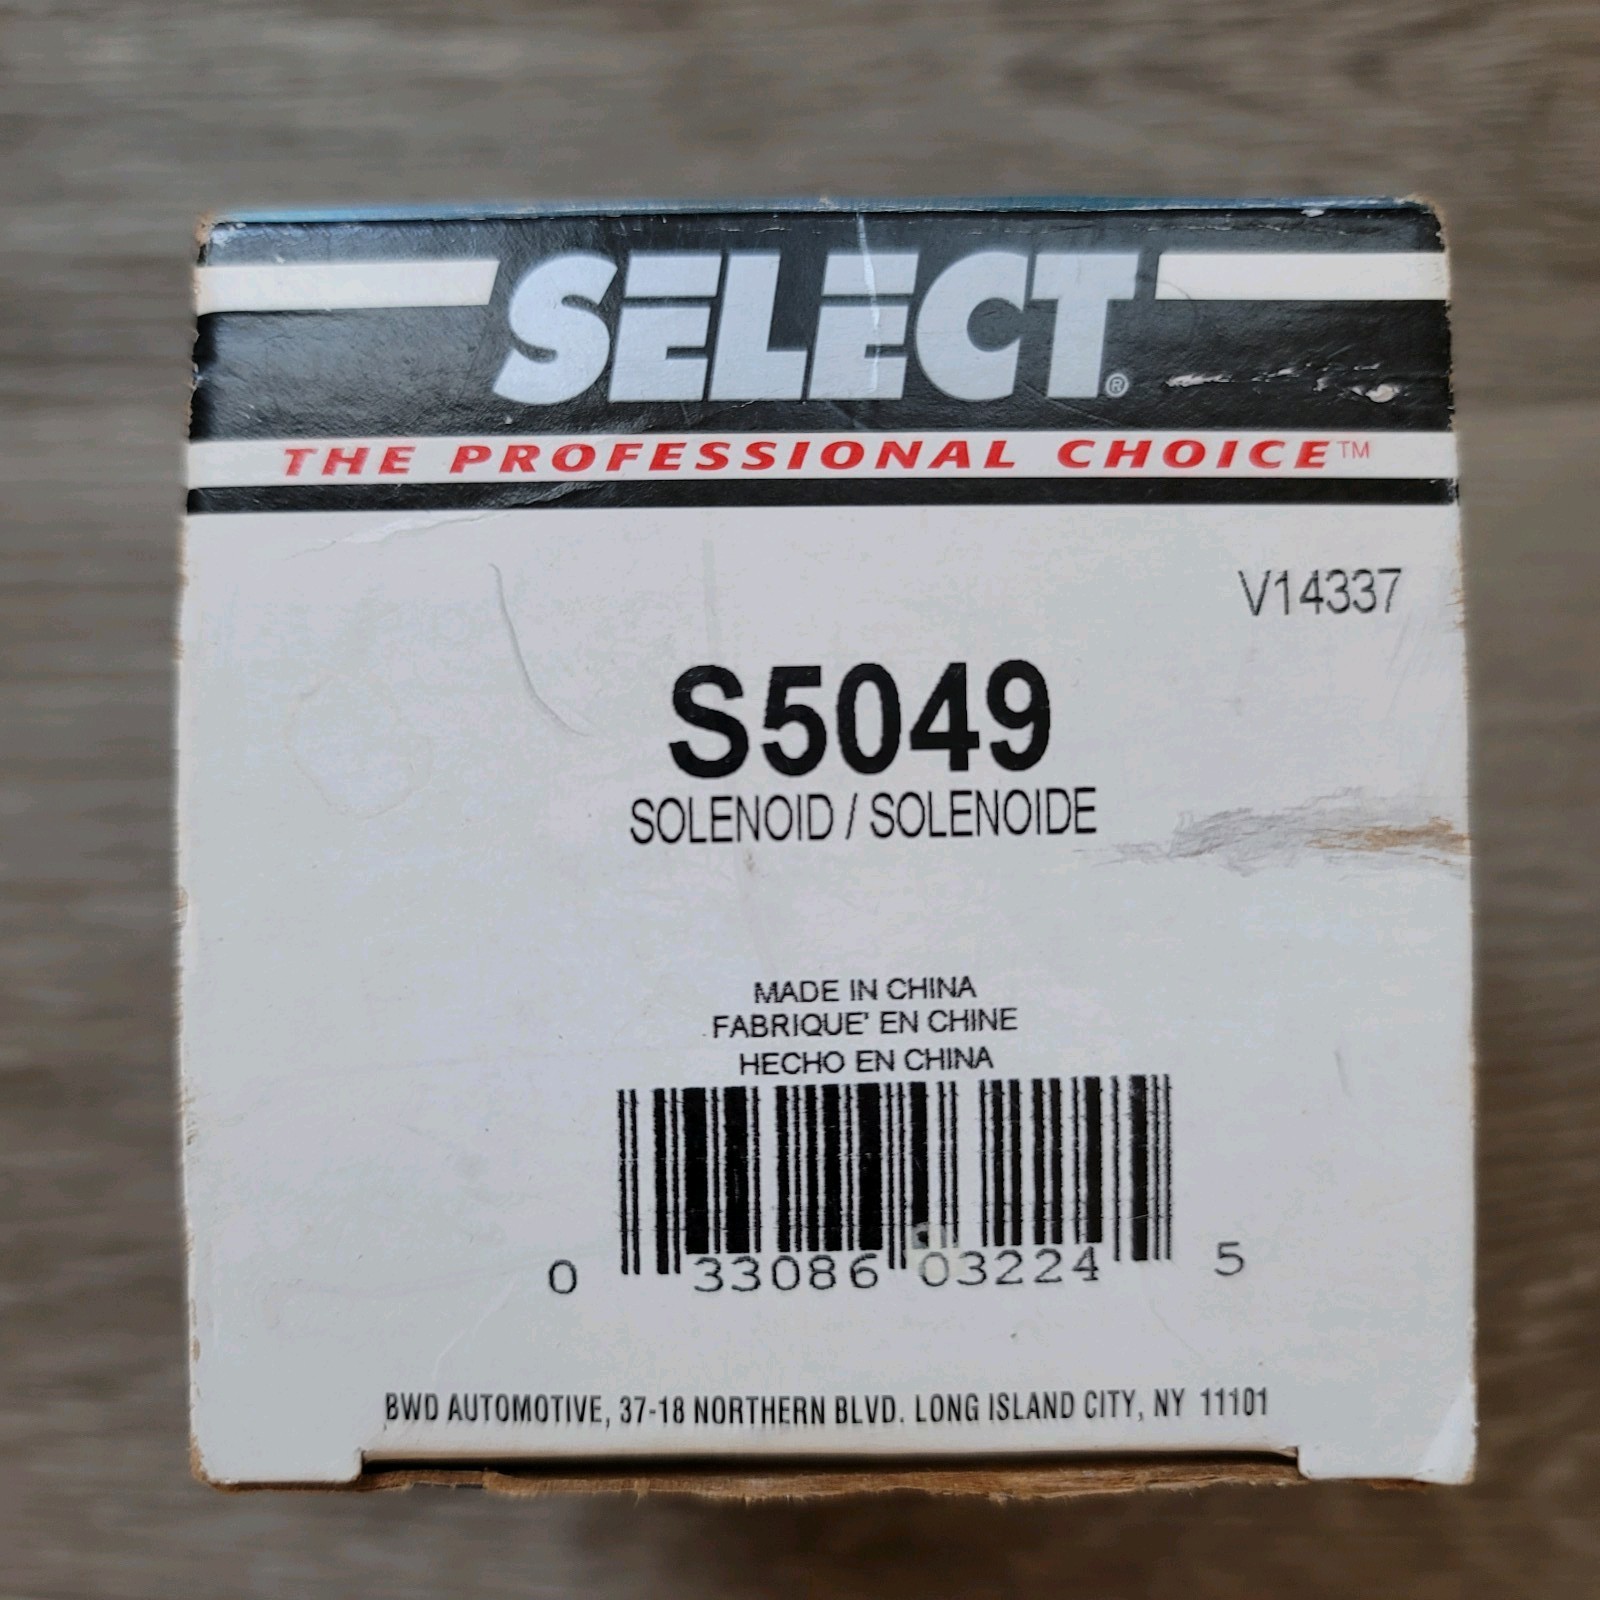 SELECT®
THE PROFESSIONAL CHOICE™
V14337
S5049
SOLENOID / SOLENOIDE
MADE IN CHINA
FABRIQUE' EN CHINE
HECHO EN CHINA
0 33086 03224 5
BWD AUTOMOTIVE, 37-18 NORTHERN BLVD. LONG ISLAND CITY, NY 11101